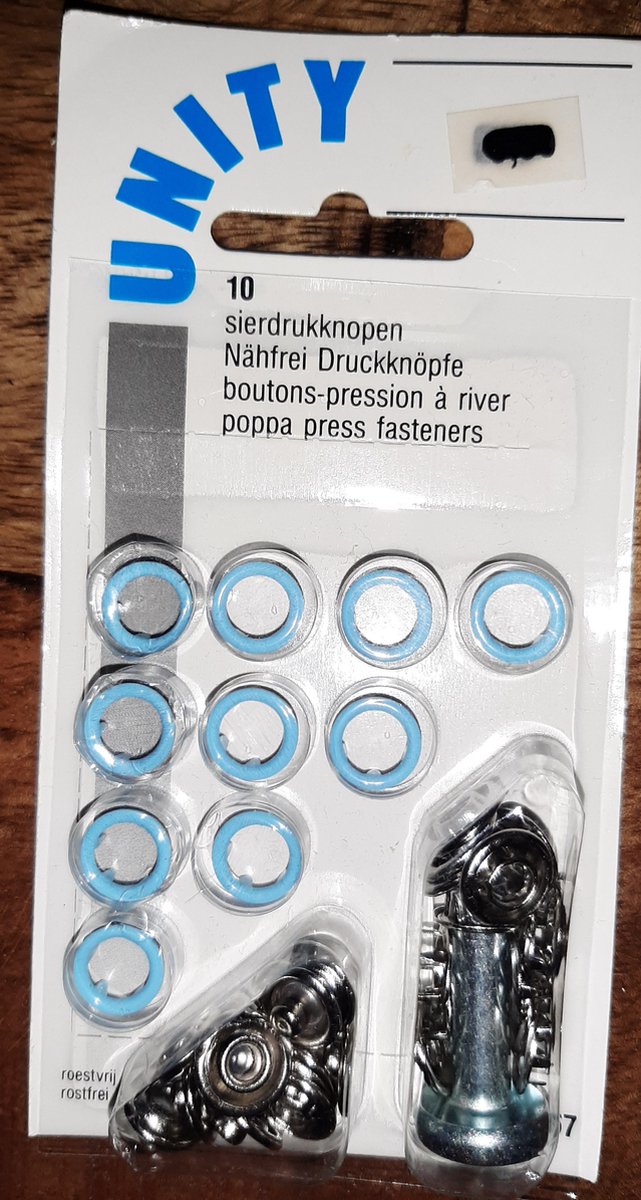 UNITY
10
sierdrukknopen
Nähfrei Druckknöpfe
boutons-pression à river
poppa press fasteners
roestvrij
rostfrei